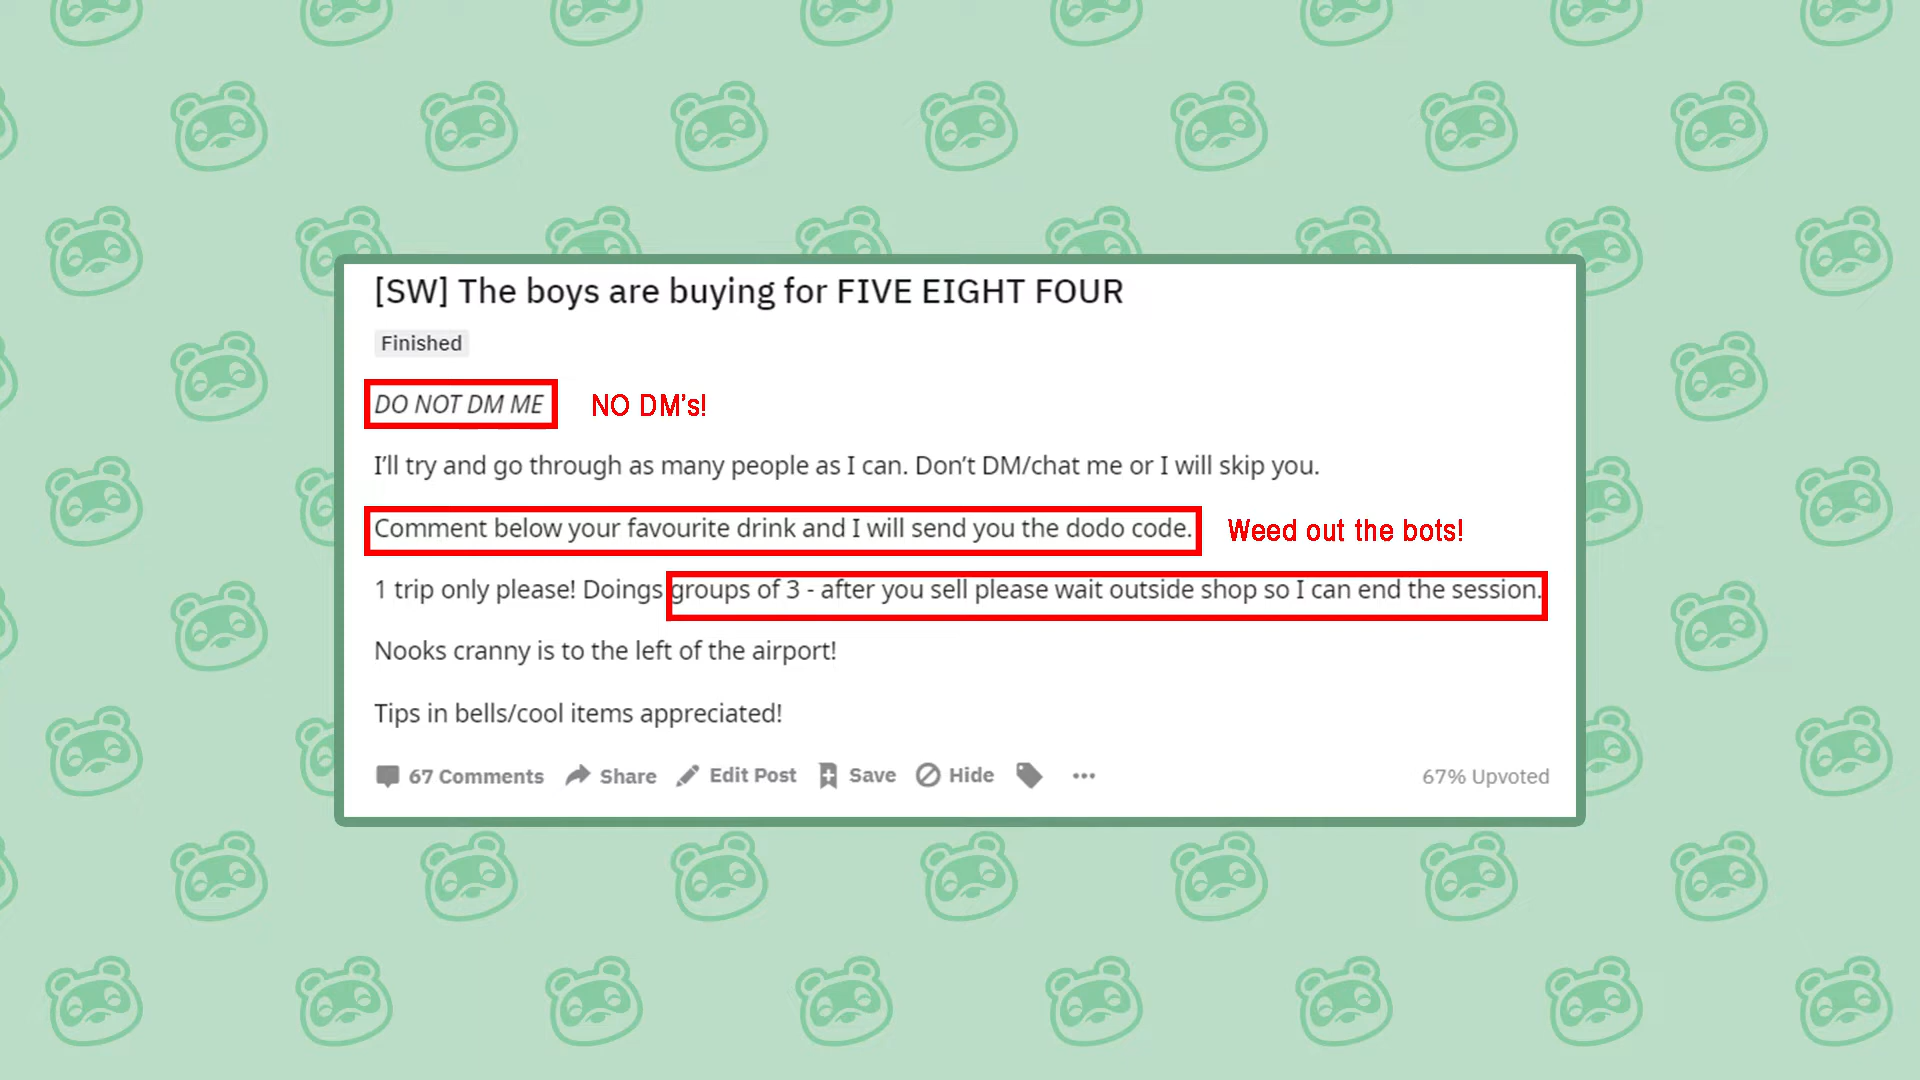 [SW] The boys are buying for FIVE EIGHT FOUR
Finished
DO NOT DM ME NO DM's!
I'll try and go through as many people as I can. Don't DM/chat me or I will skip you.
Comment below your favourite drink and I will send you the dodo code. Weed out the bots!
1 trip only please! Doings groups of 3 - after you sell please wait outside shop so I can end the session.
Nooks cranny is to the left of the airport!
Tips in bells/cool items appreciated!
67 Comments Share Edit Post Save Hide ... 67% Upvoted